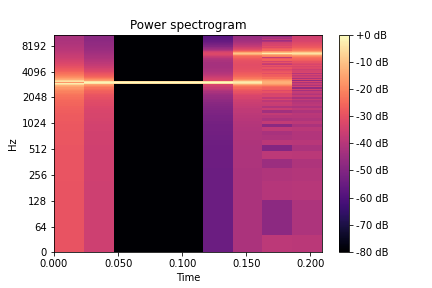 Power spectrogram
Hz
8192
4096
2048
1024
512
256
128
64
0
0.000 0.050 0.100 0.150 0.200
Time
+0 dB
-10 dB
-20 dB
-30 dB
-40 dB
-50 dB
-60 dB
-70 dB
-80 dB